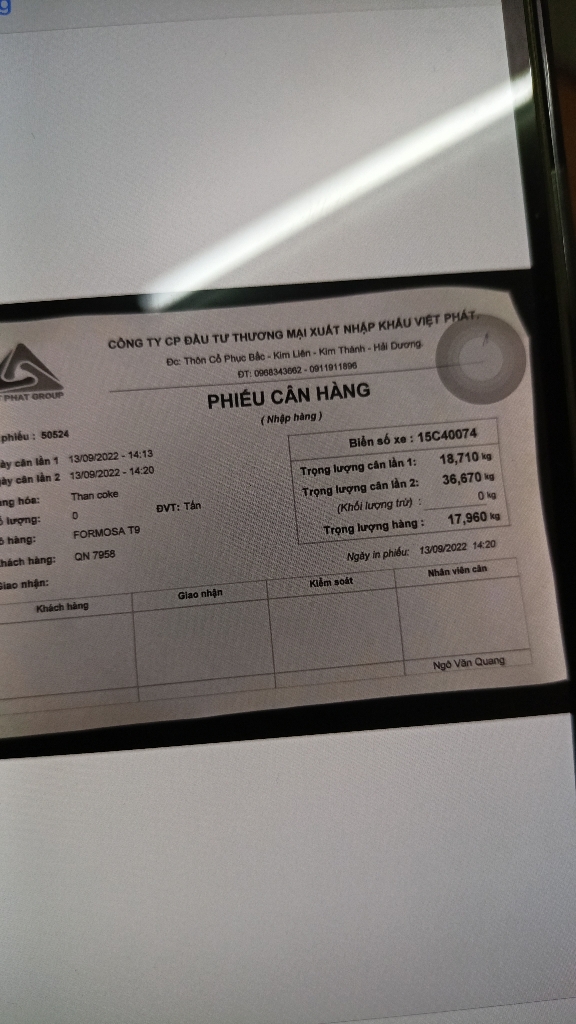 g
CÔNG TY CP ĐẦU TƯ THƯƠNG MẠI XUẤT NHẬP KHẨU VIỆT PHÁT
Đc: Thôn Cổ Phục Bắc - Kim Liên - Kim Thành - Hải Dương.
ĐT: 0968343662 - 0911911896
PHAT GROUP
PHIẾU CÂN HÀNG
( Nhập hàng )
phiếu : 50524
ày cân lần 1 13/09/2022 - 14:13
ày cân lần 2 13/09/2022 - 14:20
ng hóa: Than coke
lượng: 0 ĐVT: Tấn
hàng: FORMOSA T9
hách hàng: QN 7958
Giao nhận:
Biển số xe : 15C40074
Trọng lượng cân lần 1: 18,710 kg
Trọng lượng cân lần 2: 36,670 kg
(Khối lượng trừ) : 0 kg
Trọng lượng hàng : 17,960 kg
Ngày in phiếu: 13/09/2022 14:20
Khách hàng Giao nhận Kiểm soát Nhân viên cân
Ngô Văn Quang